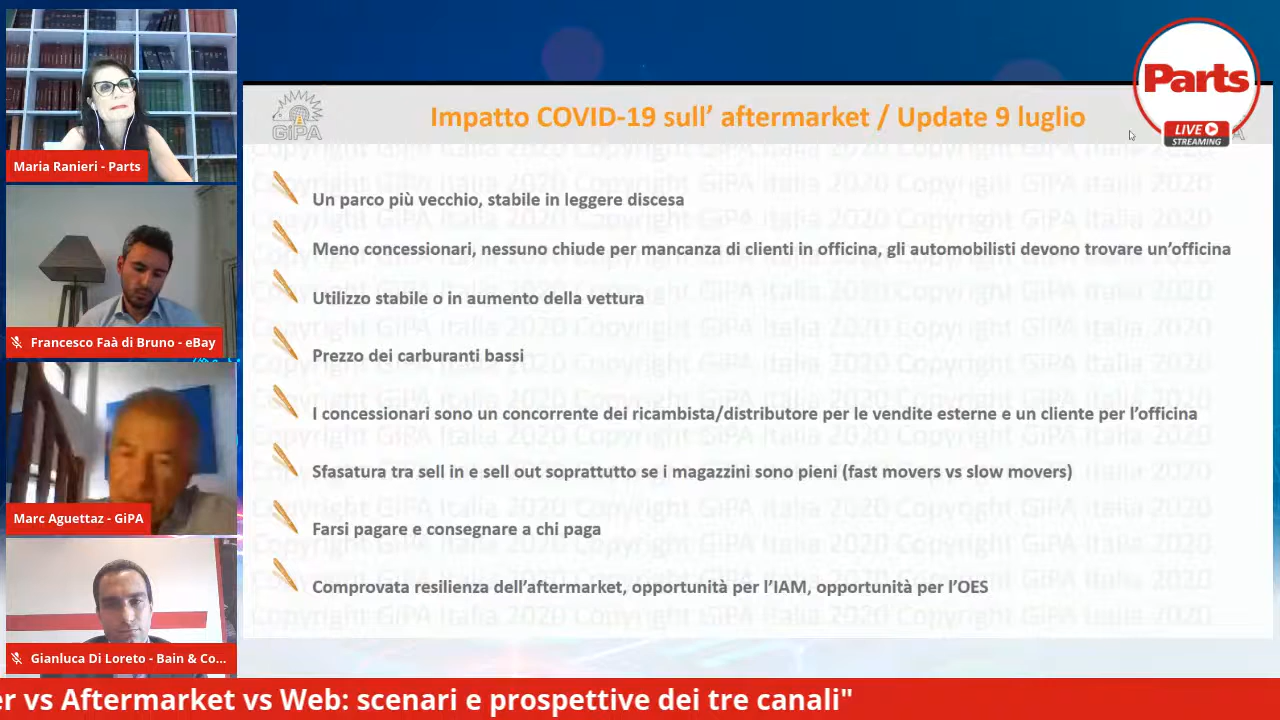 Maria Ranieri - Parts
Francesco Faà di Bruno - eBay
Marc Aguettaz - GiPA
Gianluca Di Loreto - Bain & Co...
GiPA
Impatto COVID-19 sull' aftermarket / Update 9 luglio
Parts
LIVE
STREAMING
Un parco più vecchio, stabile in leggere discesa
Meno concessionari, nessuno chiude per mancanza di clienti in officina, gli automobilisti devono trovare un'officina
Utilizzo stabile o in aumento della vettura
Prezzo dei carburanti bassi
I concessionari sono un concorrente dei ricambista/distributore per le vendite esterne e un cliente per l'officina
Sfasatura tra sell in e sell out soprattutto se i magazzini sono pieni (fast movers vs slow movers)
Farsi pagare e consegnare a chi paga
Comprovata resilienza dell'aftermarket, opportunità per l'IAM, opportunità per l'OES
vs Aftermarket vs Web: scenari e prospettive dei tre canali"